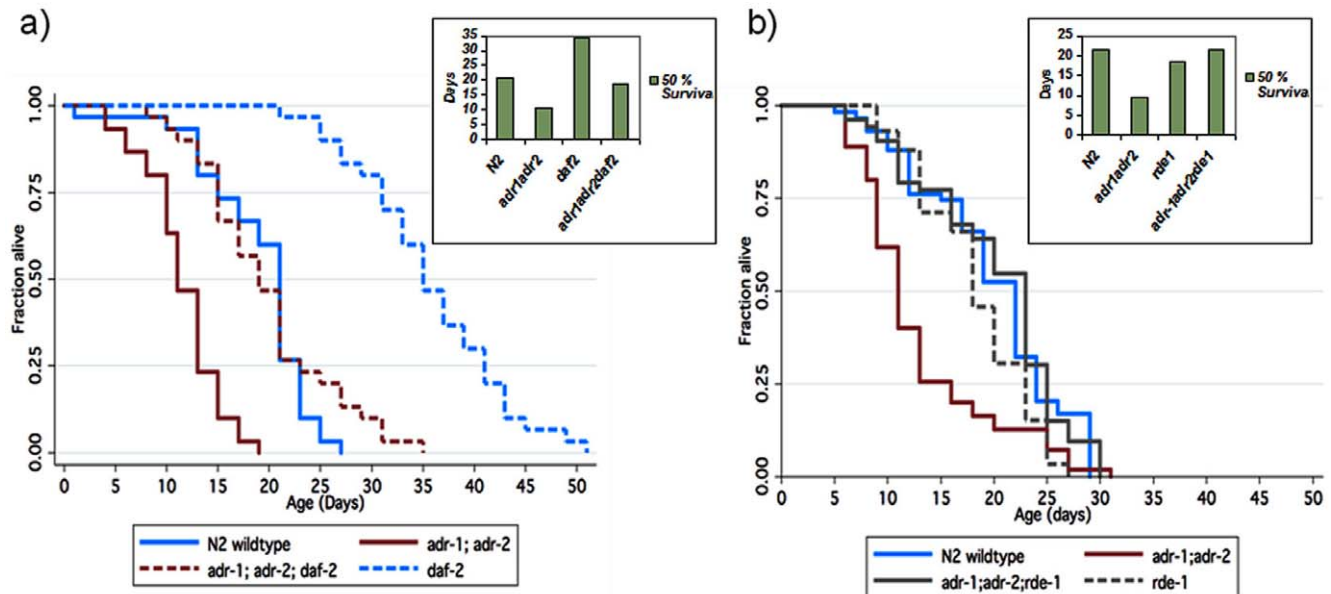 a)
35
30
25
20
15
10
5
0
Days
N2
adr1adr2
daf2
adr1adr2daf2
50 %
Surviva
1.00
0.75
0.50
0.25
0.00
Fraction alive
0 5 10 15 20 25 30 35 40 45 50
Age (Days)
N2 wildtype adr-1; adr-2
adr-1; adr-2; daf-2 daf-2
b)
25
20
15
10
5
0
Days
N2
adr1adr2
rde1
adr-1adr2rde1
50 %
Surviva
1.00
0.75
0.50
0.25
0.00
Fraction alive
0 5 10 15 20 25 30 35 40 45 50
Age (days)
N2 wildtype adr-1;adr-2
adr-1;adr-2;rde-1 rde-1